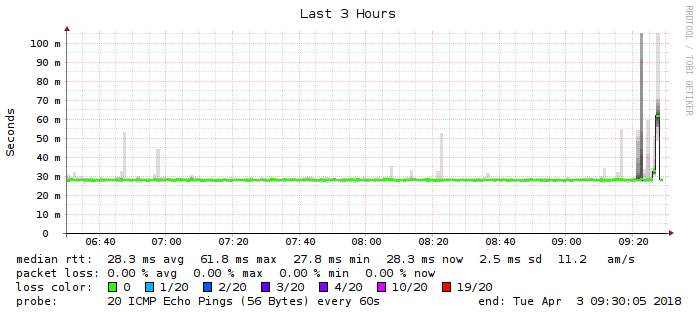 Last 3 Hours
RRDTOOL / TOBI OETIKER
Seconds
100 m
90 m
80 m
70 m
60 m
50 m
40 m
30 m
20 m
10 m
0
06:40 07:00 07:20 07:40 08:00 08:20 08:40 09:00 09:20
median rtt: 28.3 ms avg 61.8 ms max 27.8 ms min 28.3 ms now 2.5 ms sd 11.2 am/s
packet loss: 0.00 % avg 0.00 % max 0.00 % min 0.00 % now
loss color: 0 1/20 2/20 3/20 4/20 10/20 19/20
probe: 20 ICMP Echo Pings (56 Bytes) every 60s end: Tue Apr 3 09:30:05 2018